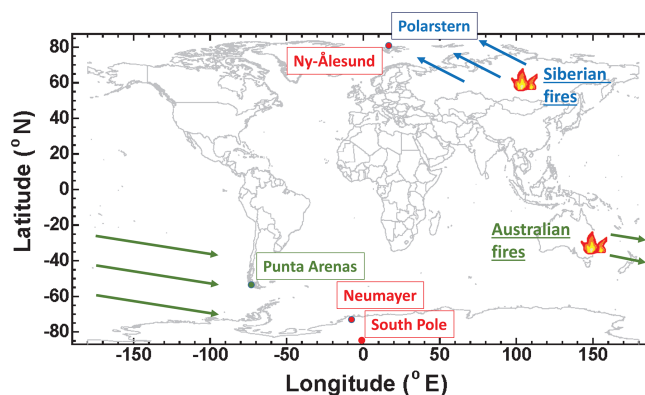 Polarstern
Ny-Ålesund
Siberian
fires
Australian
fires
Punta Arenas
Neumayer
South Pole
80
60
40
20
0
-20
-40
-60
-80
-150
-100
-50
0
50
100
150
Latitude (°N)
Longitude (°E)